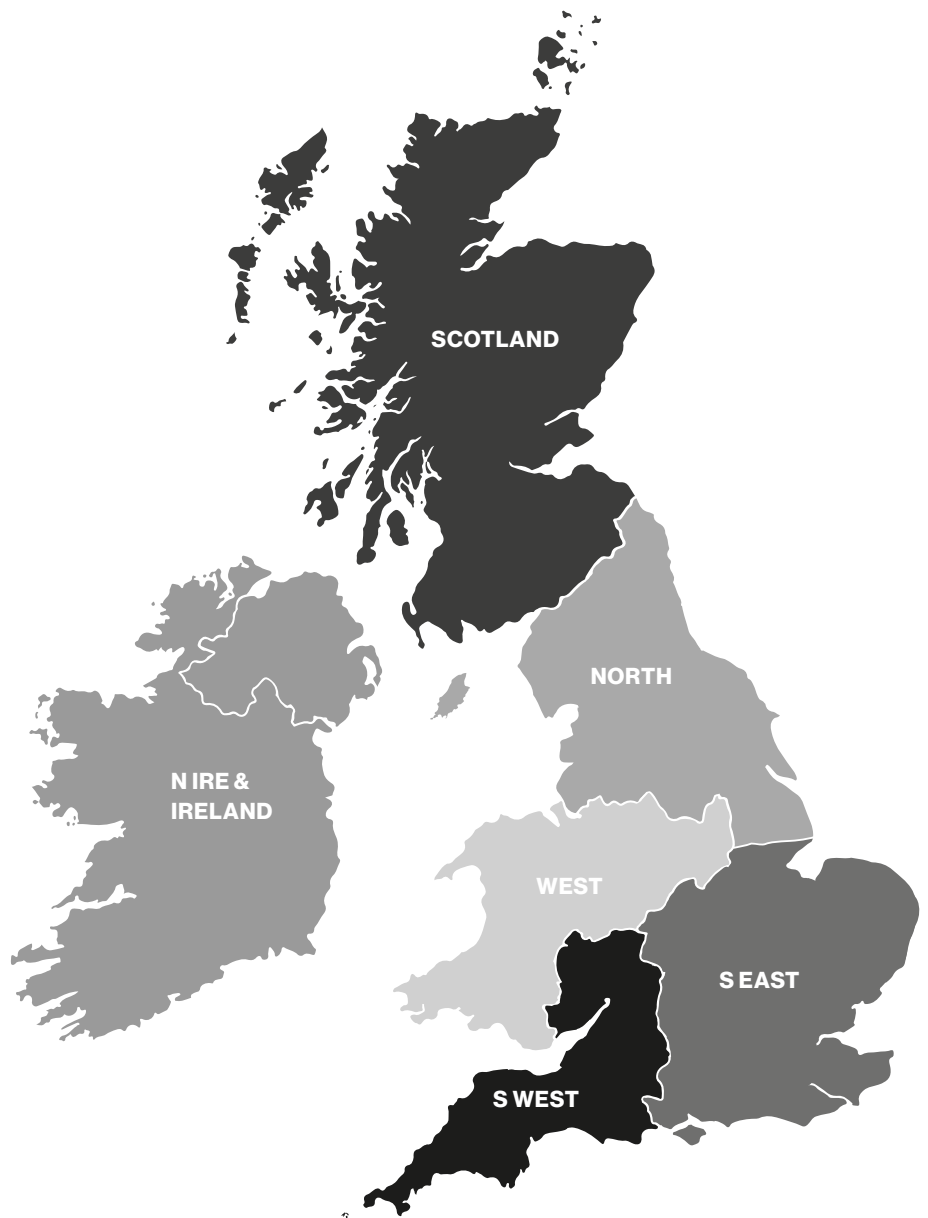 SCOTLAND
NORTH
N IRE &
IRELAND
WEST
S EAST
S WEST